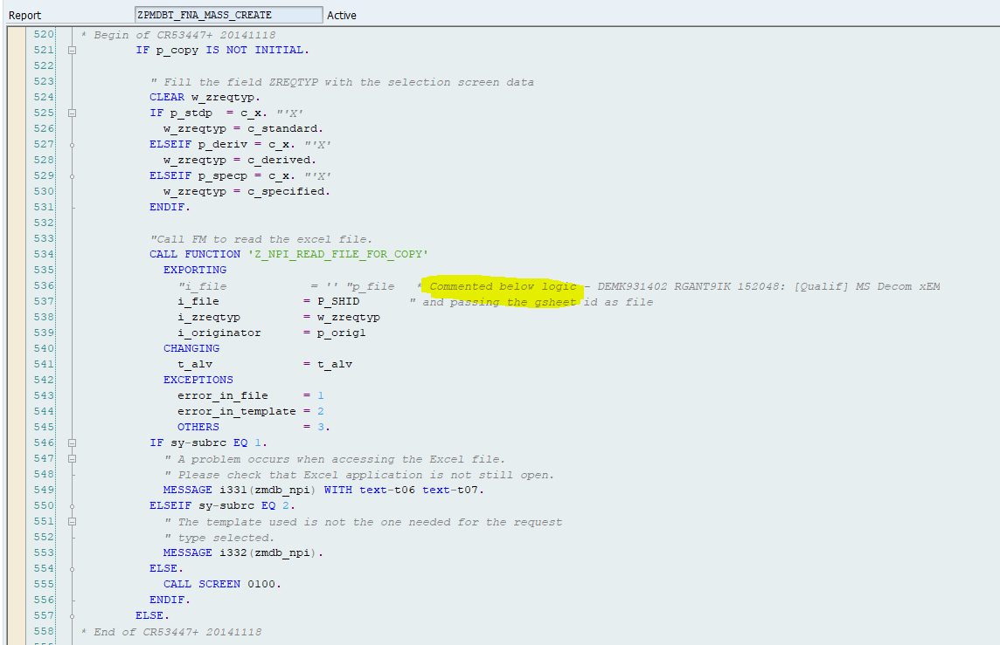 Report ZPMDBT_FNA_MASS_CREATE Active
520 * Begin of CR53447+ 20141118
521 IF p_copy IS NOT INITIAL.
522
523 " Fill the field ZREQTYP with the selection screen data
524 CLEAR w_zreqtyp.
525 IF p_stdp = c_x. "'X'
526 w_zreqtyp = c_standard.
527 ELSEIF p_deriv = c_x. "'X'
528 w_zreqtyp = c_derived.
529 ELSEIF p_specp = c_x. "'X'
530 w_zreqtyp = c_specified.
531 ENDIF.
532
533 "Call FM to read the excel file.
534 CALL FUNCTION 'Z_NPI_READ_FILE_FOR_COPY'
535 EXPORTING
536 "i_file = '' "p_file * Commented below logic - DEMK931402 RGANT9IK 152048: [Qualif] MS Decom xEM
537 i_file = P_SHID " and passing the gsheet id as file
538 i_zreqtyp = w_zreqtyp
539 i_originator = p_orig1
540 CHANGING
541 t_alv = t_alv
542 EXCEPTIONS
543 error_in_file = 1
544 error_in_template = 2
545 OTHERS = 3.
546 IF sy-subrc EQ 1.
547 " A problem occurs when accessing the Excel file.
548 " Please check that Excel application is not still open.
549 MESSAGE i331(zmdb_npi) WITH text-t06 text-t07.
550 ELSEIF sy-subrc EQ 2.
551 " The template used is not the one needed for the request
552 " type selected.
553 MESSAGE i332(zmdb_npi).
554 ELSE.
555 CALL SCREEN 0100.
556 ENDIF.
557 ELSE.
558 * End of CR53447+ 20141118